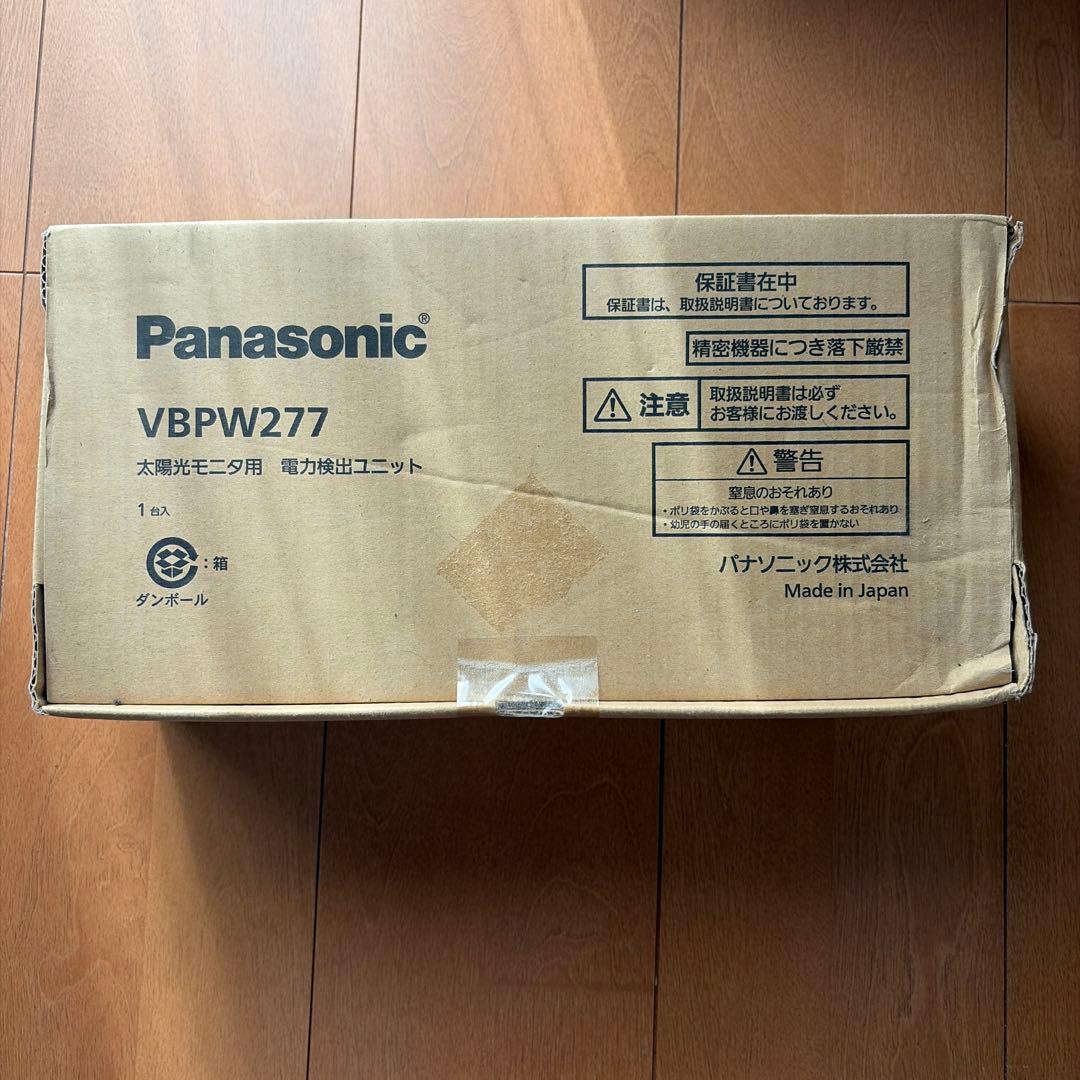 Panasonic®
VBPW277
太陽光モニタ用 電力検出ユニット
1台入
:箱
ダンボール
保証書在中
保証書は、取扱説明書についております。
精密機器につき落下厳禁
注意
取扱説明書は必ず
お客様にお渡しください。
警告
窒息のおそれあり
・ポリ袋をかぶると口や鼻を塞ぎ窒息するおそれあり
・幼児の手の届くところにポリ袋を置かない
パナソニック株式会社
Made in Japan